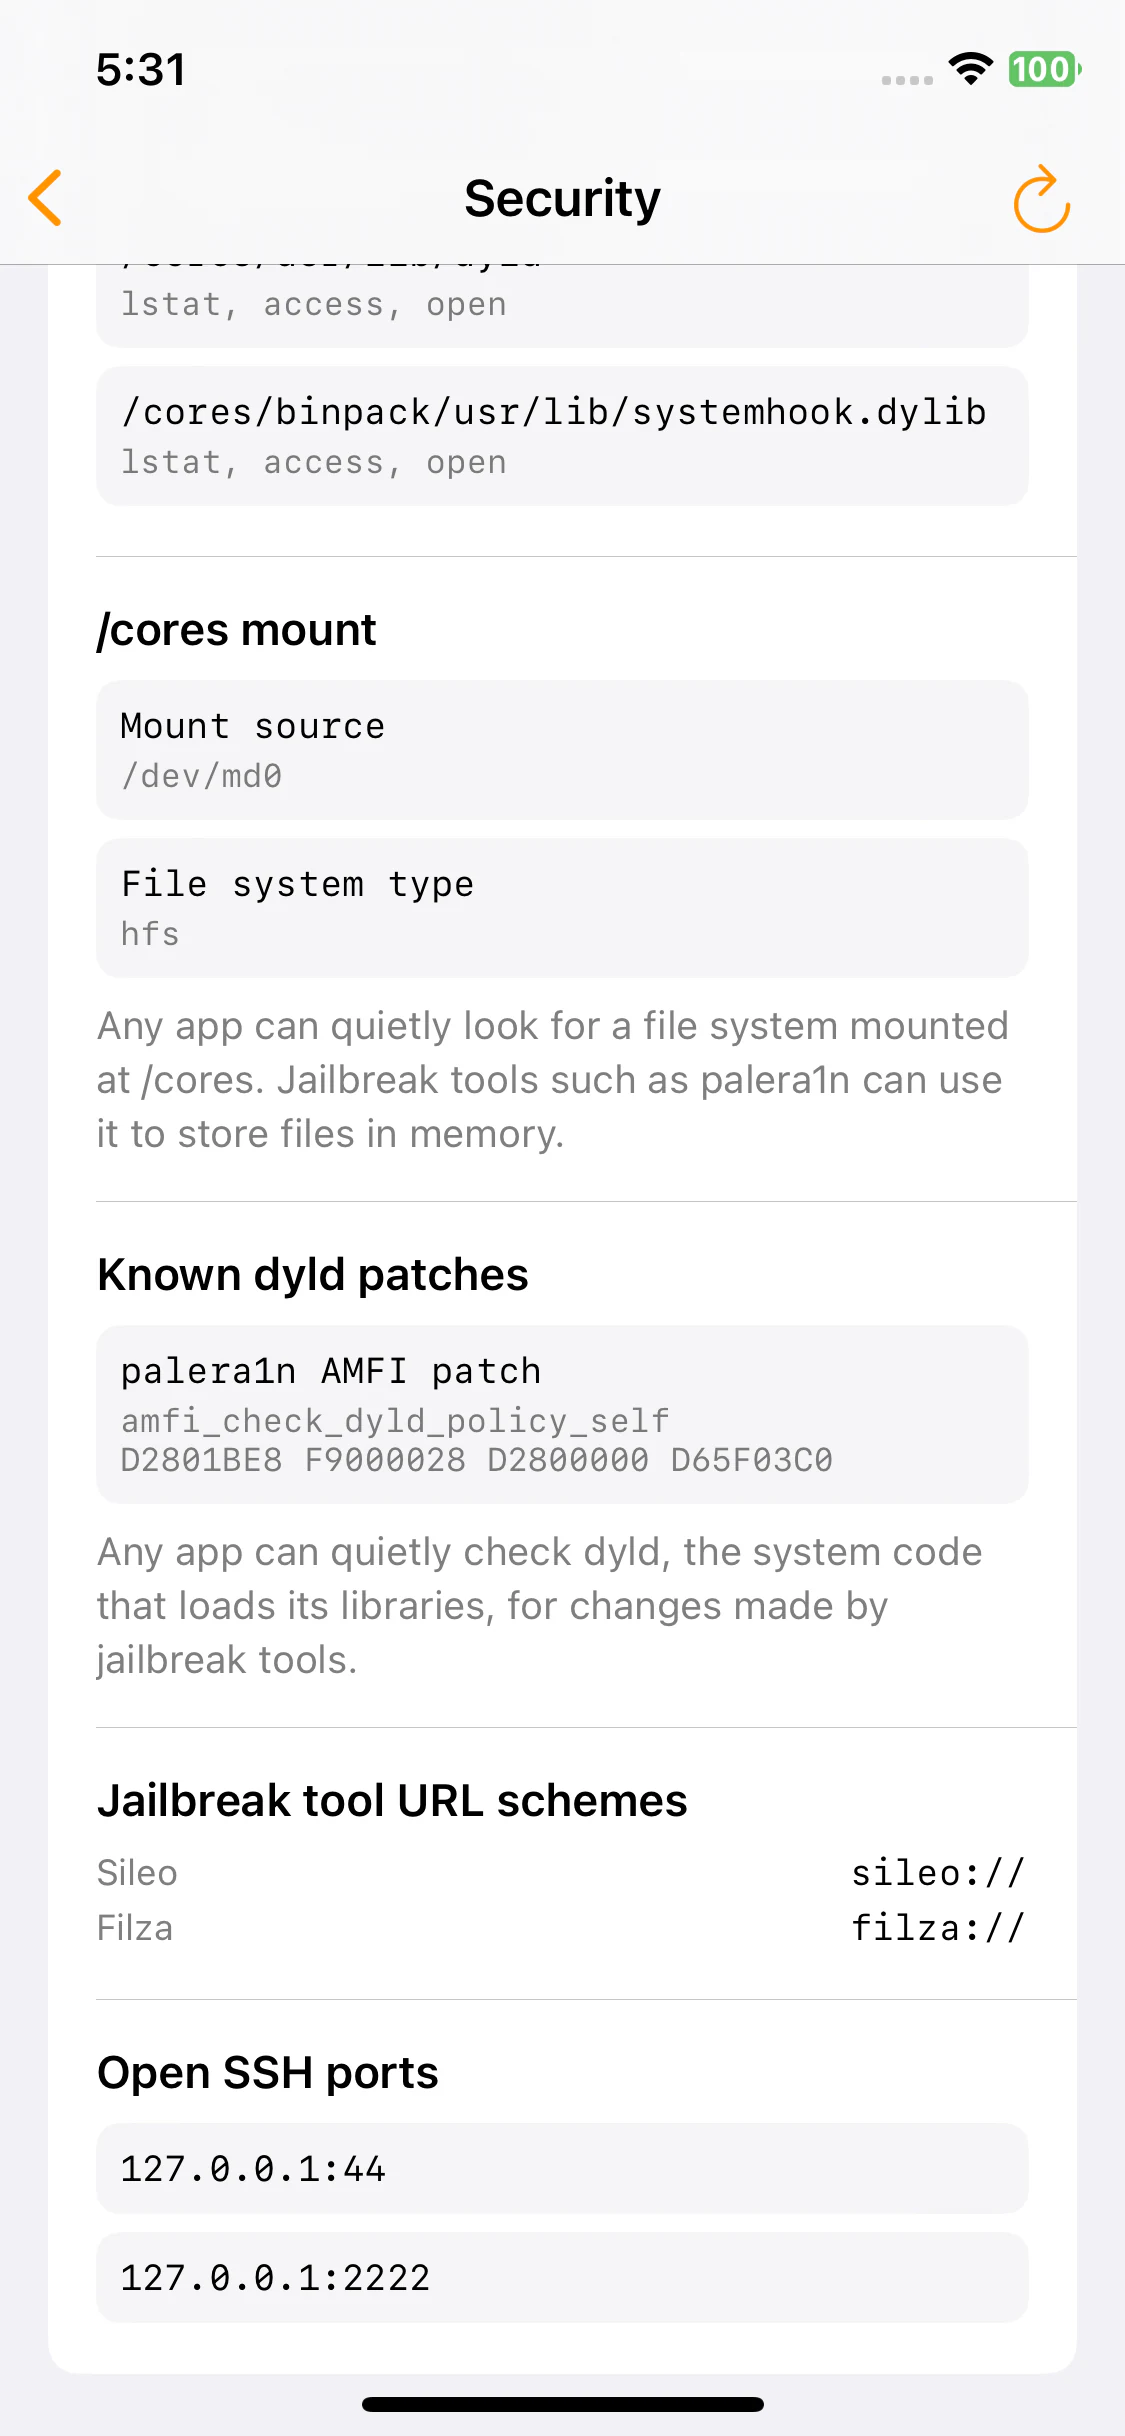 5:31
100
Security
/cores/usr/lib/dyld
lstat, access, open
/cores/binpack/usr/lib/systemhook.dylib
lstat, access, open
/cores mount
Mount source
/dev/md0
File system type
hfs
Any app can quietly look for a file system mounted
at /cores. Jailbreak tools such as palera1n can use
it to store files in memory.
Known dyld patches
palera1n AMFI patch
amfi_check_dyld_policy_self
D2801BE8 F9000028 D2800000 D65F03C0
Any app can quietly check dyld, the system code
that loads its libraries, for changes made by
jailbreak tools.
Jailbreak tool URL schemes
Sileo
sileo://
Filza
filza://
Open SSH ports
127.0.0.1:44
127.0.0.1:2222